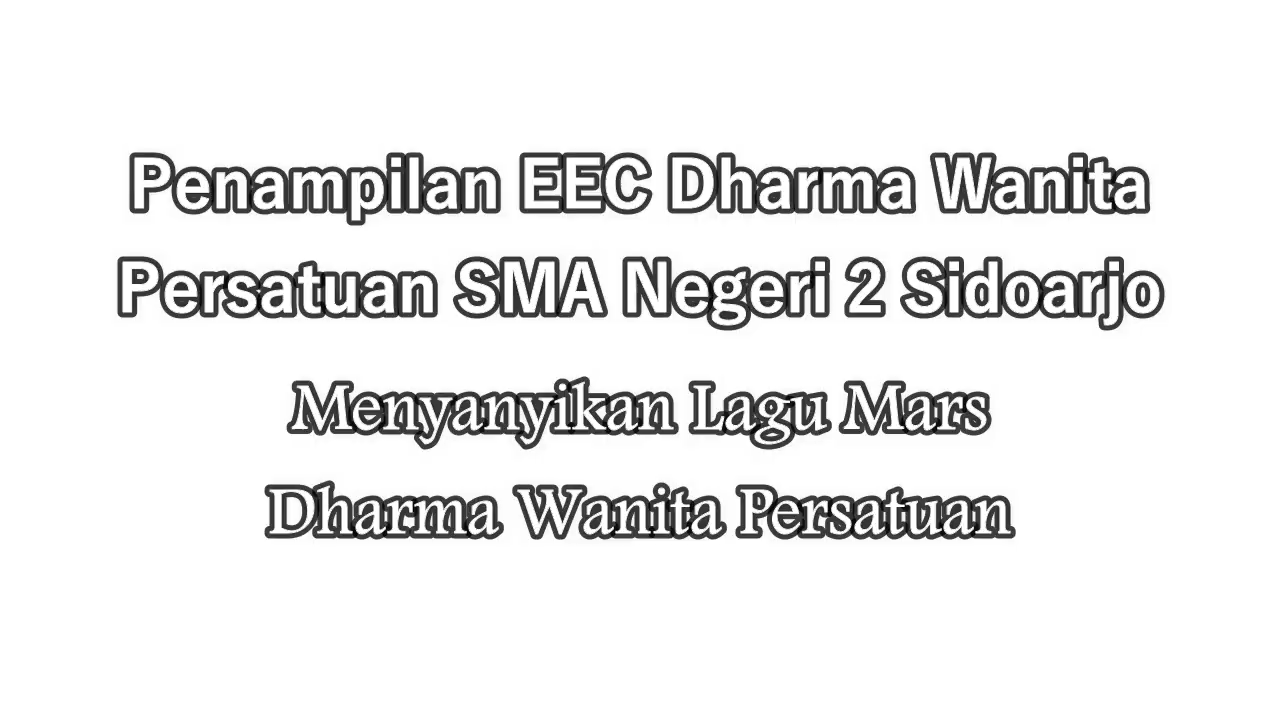 Penampilan EEC Dharma Wanita
Persatuan SMA Negeri 2 Sidoarjo
Menyanyikan Lagu Mars
Dharma Wanita Persatuan